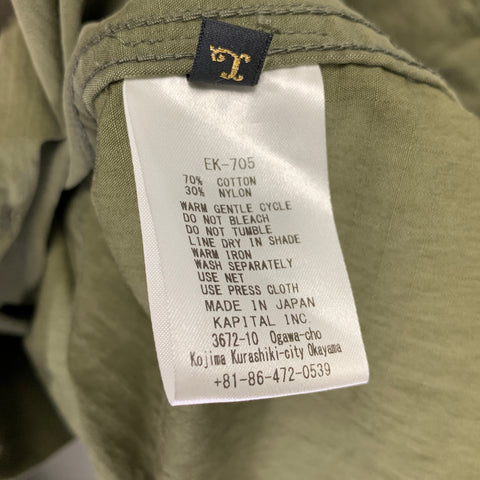 EK-705
70% COTTON
30% NYLON
WARM GENTLE CYCLE
DO NOT BLEACH
DO NOT TUMBLE
LINE DRY IN SHADE
WARM IRON
WASH SEPARATELY
USE NET
USE PRESS CLOTH
MADE IN JAPAN
KAPITAL INC.
3672-10 Ogawa-cho
Kojima Kurashiki-city Okayama
+81-86-472-0539